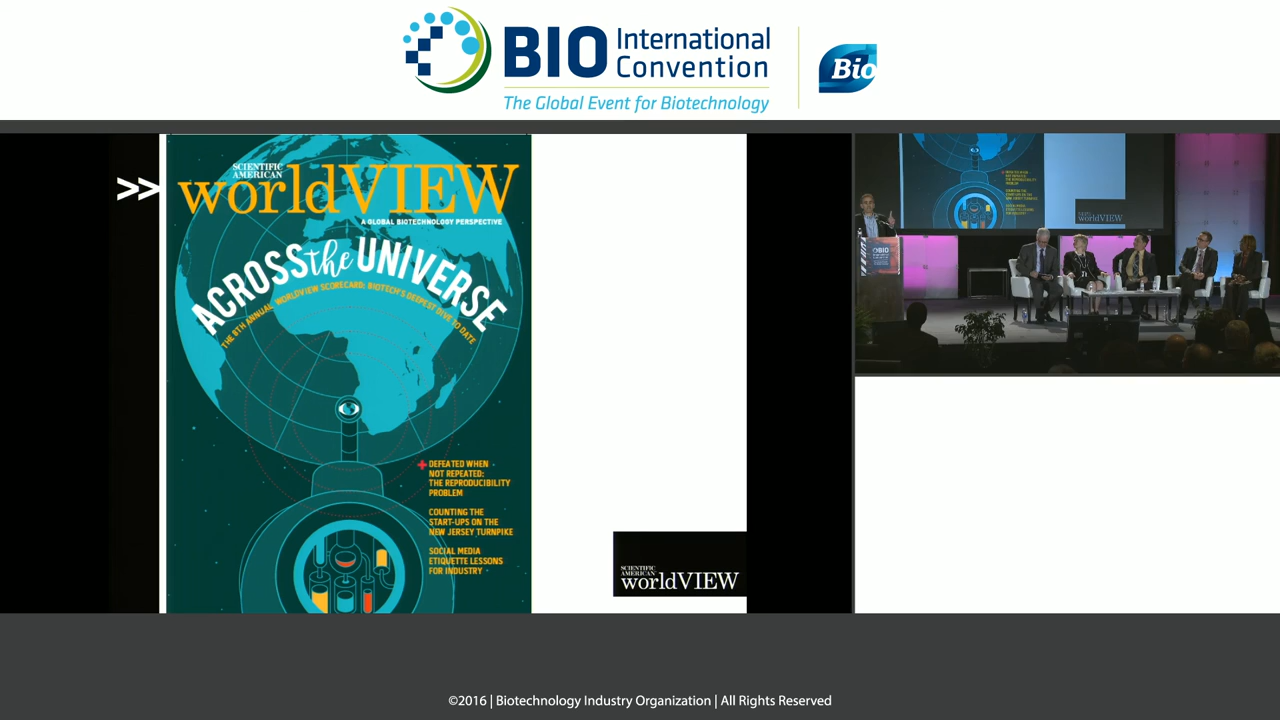 BIO International
Convention
The Global Event for Biotechnology
Bio
>>
SCIENTIFIC
AMERICAN
worldVIEW
A GLOBAL BIOTECHNOLOGY PERSPECTIVE
ACROSS the UNIVERSE
THE 8TH ANNUAL WORLDVIEW SCORECARD: BIOTECH'S DEEPEST DIVE TO DATE
+ DEFEATED WHEN
NOT REPEATED:
THE REPRODUCIBILITY
PROBLEM
COUNTING THE
START-UPS ON THE
NEW JERSEY TURNPIKE
SOCIAL MEDIA
ETIQUETTE LESSONS
FOR INDUSTRY
SCIENTIFIC
AMERICAN
worldVIEW
worldVIEW
BIO
©2016 | Biotechnology Industry Organization | All Rights Reserved